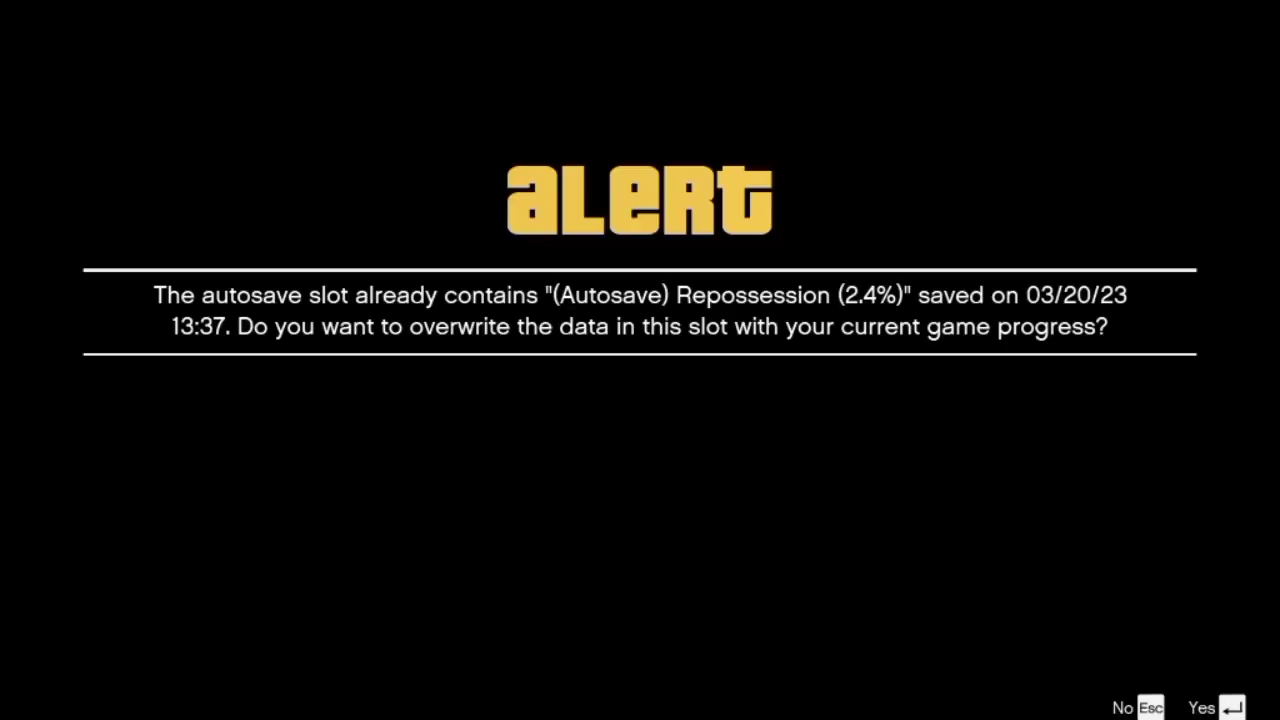 aLeRt
The autosave slot already contains "(Autosave) Repossession (2.4%)" saved on 03/20/23
13:37. Do you want to overwrite the data in this slot with your current game progress?
No Esc Yes